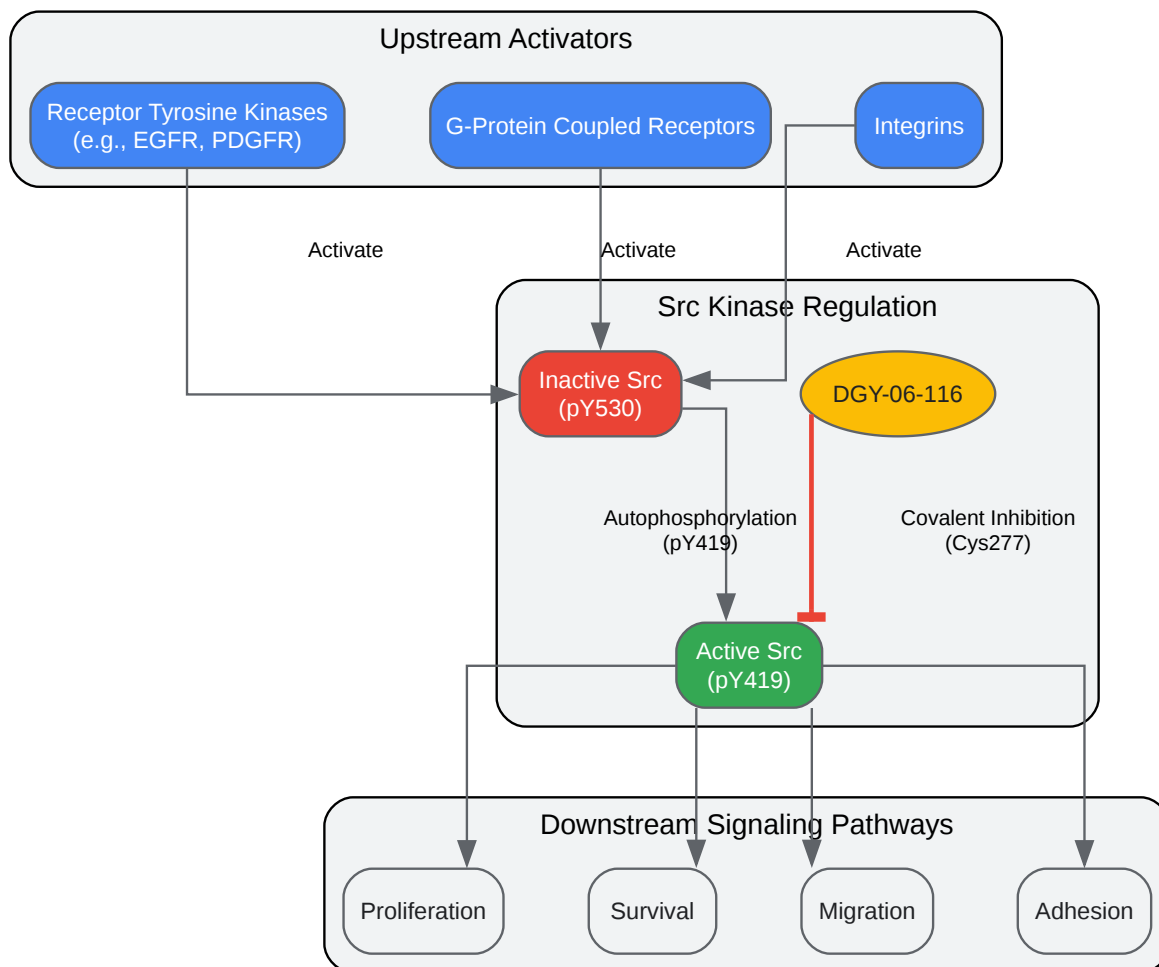 Upstream Activators
Receptor Tyrosine Kinases
(e.g., EGFR, PDGFR)
G-Protein Coupled Receptors
Integrins
Activate
Activate
Activate
Src Kinase Regulation
Inactive Src
(pY530)
DGY-06-116
Autophosphorylation
(pY419)
Covalent Inhibition
(Cys277)
Active Src
(pY419)
Downstream Signaling Pathways
Proliferation
Survival
Migration
Adhesion